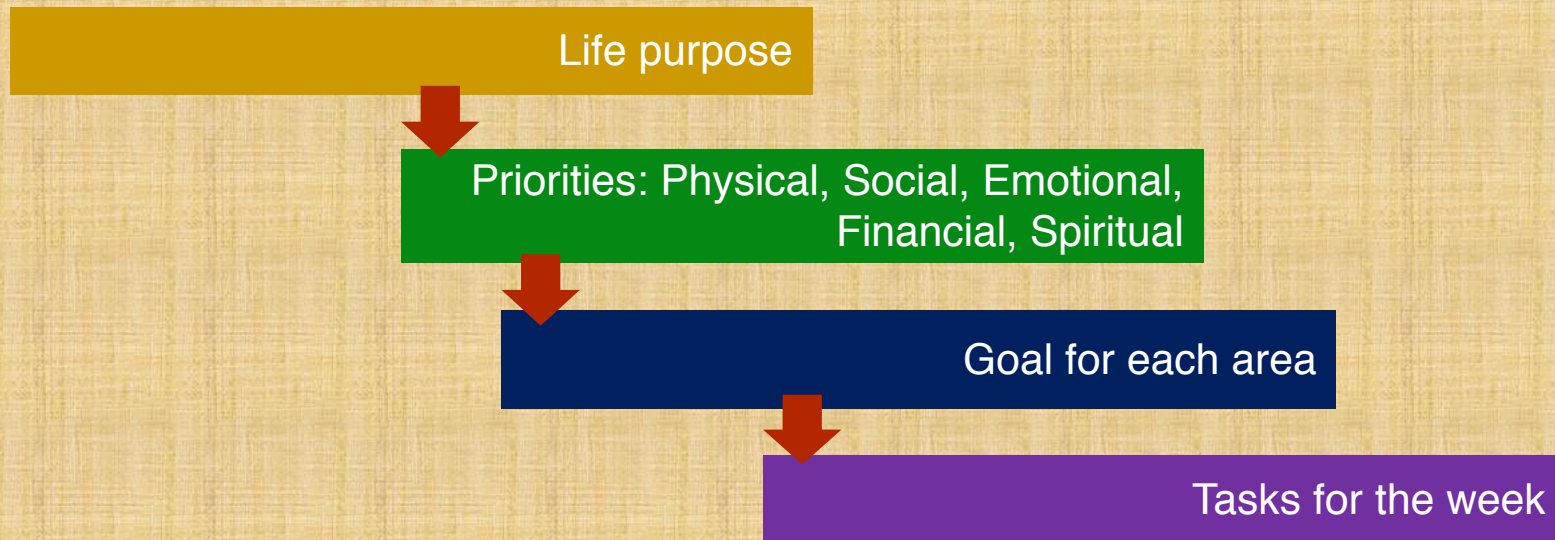 Life purpose
Priorities: Physical, Social, Emotional,
Financial, Spiritual
Goal for each area
Tasks for the week